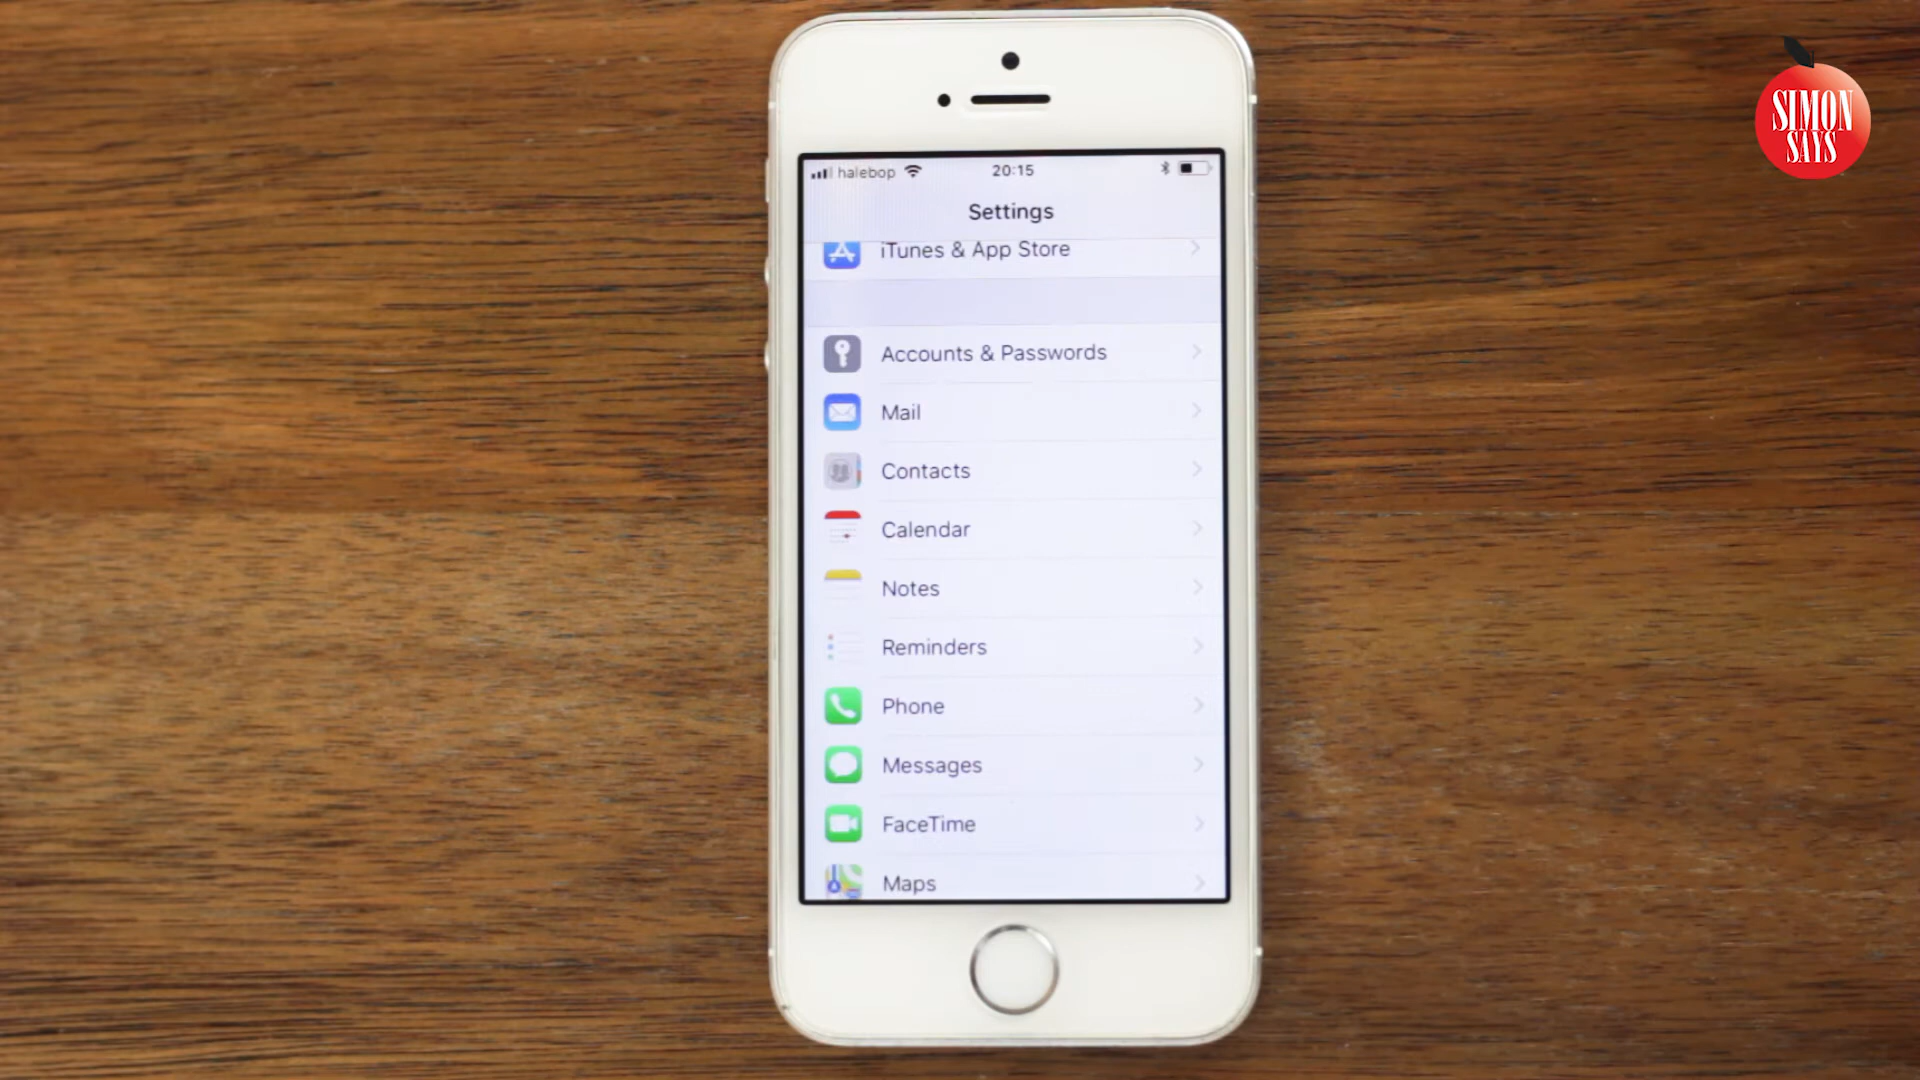 SIMON
SAYS
halebop 20:15
Settings
iTunes & App Store
Accounts & Passwords
Mail
Contacts
Calendar
Notes
Reminders
Phone
Messages
FaceTime
Maps